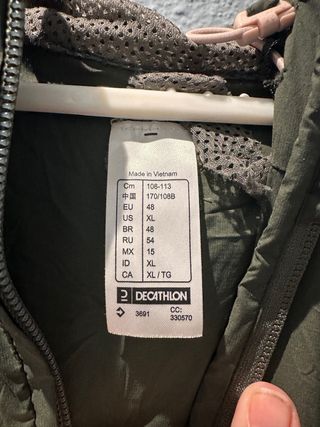 Made in Vietnam
Cm 108-113
中国 170/108B
EU 48
US XL
BR 48
RU 54
MX 15
ID XL
CA XL / TG
DECATHLON
3691 CC:
330570